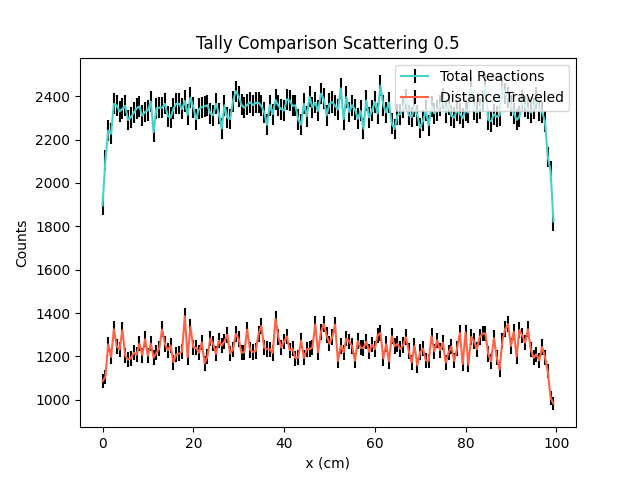 Tally Comparison Scattering 0.5
Total Reactions
Distance Traveled
2400
2200
2000
1800
1600
1400
1200
1000
Counts
0 20 40 60 80 100
x (cm)